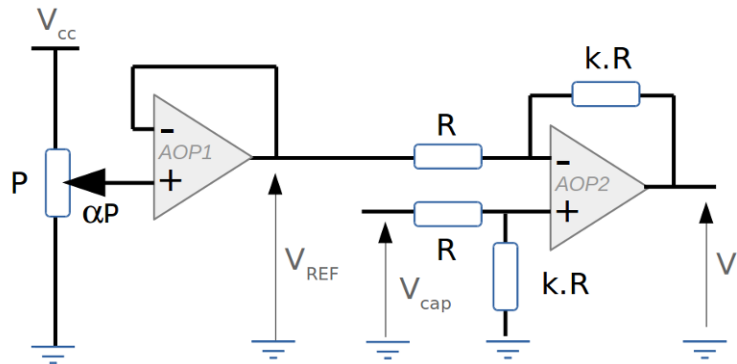 Vcc
k.R
-
AOP1
+
P
αP
R
-
AOP2
+
VREF
R
Vcap
k.R
V